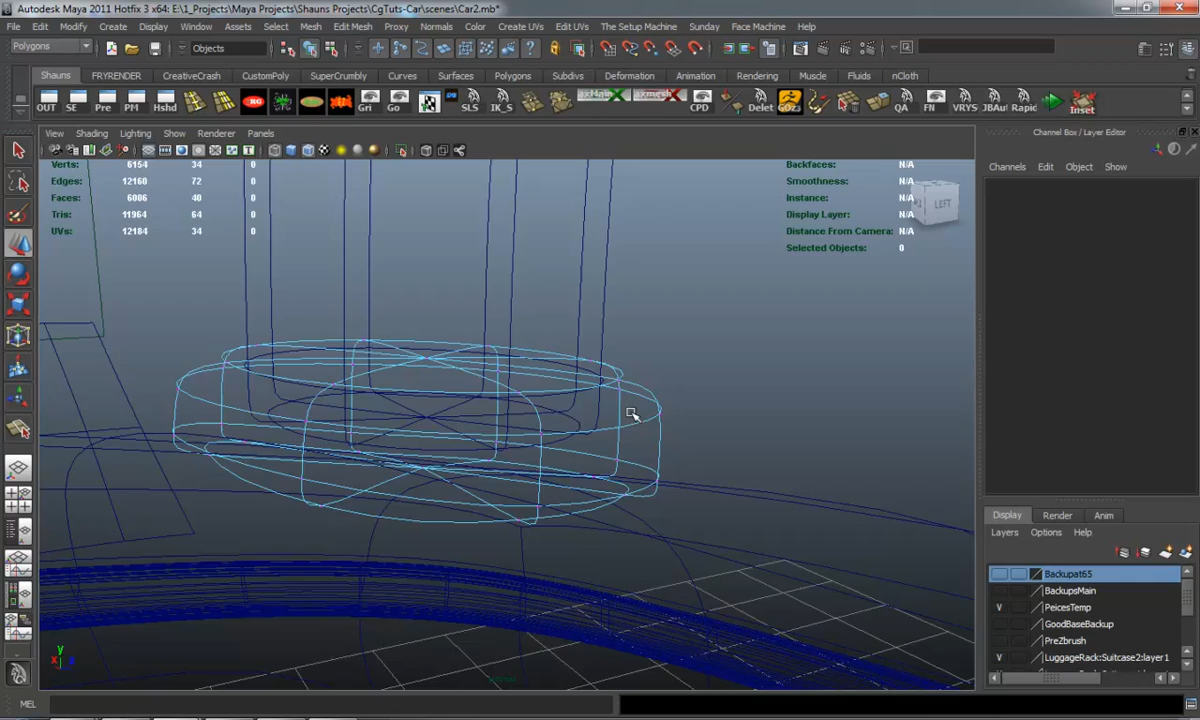 Autodesk Maya 2011 Hotfix 3 x64: E:\1_Projects\Maya Projects\Shauns Projects\CgTuts-Car\scenes\Car2.mb*
File Edit Modify Create Display Window Assets Select Mesh Edit Mesh Proxy Normals Color Create UVs Edit UVs The Setup Machine Sunday Muscle Help
Polygons Objects
Shauns FRYRENDER CreativeCrash CustomPoly SuperCrumbly Curves Surfaces Polygons Subdivs Deformation Animation Rendering Muscle Fluids nCloth
OUT SE Pre PM Hshd Gri Go SLS IK_S CPD Delet GOz3 QA FN VRYS JBAu Rapic Inset
View Shading Lighting Show Renderer Panels
Channel Box / Layer Editor
Channels Edit Object Show
Verts: 6154 34 0
Edges: 12160 72 0
Faces: 6006 40 0
Tris: 11964 64 0
UVs: 12184 34 0
Backfaces: N/A
Smoothness: N/A
Instance: N/A
Display Layer: N/A
Distance From Camera: N/A
Selected Objects: 0
LEFT
Display Render Anim
Layers Options Help
Backupat65
BackupsMain
V PeicesTemp
GoodBaseBackup
PreZbrush
V LuggageRack:Suitcase2:layer1
y
x
MEL